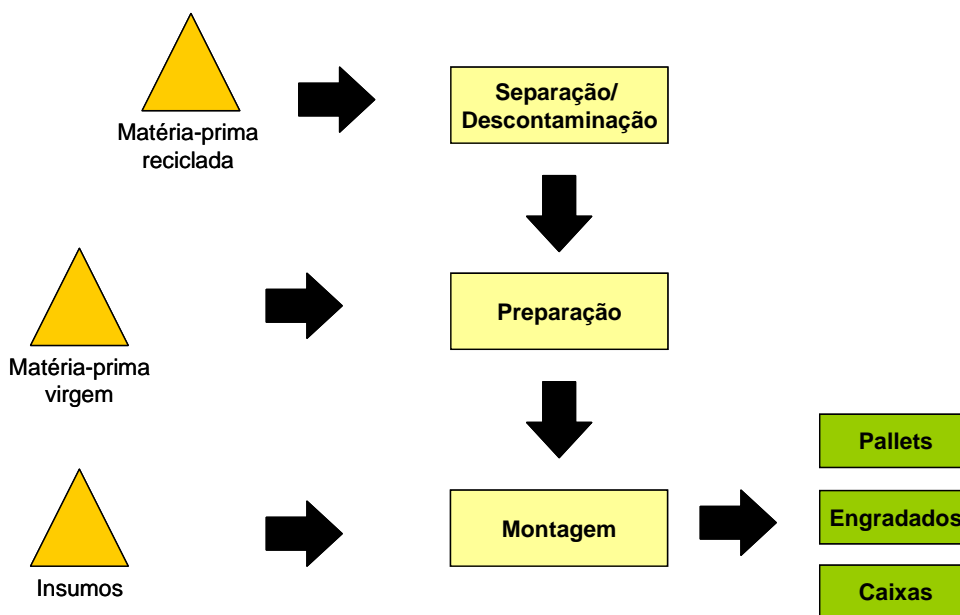 Matéria-prima
reciclada
Separação/
Descontaminação
Matéria-prima
virgem
Preparação
Insumos
Montagem
Pallets
Engradados
Caixas